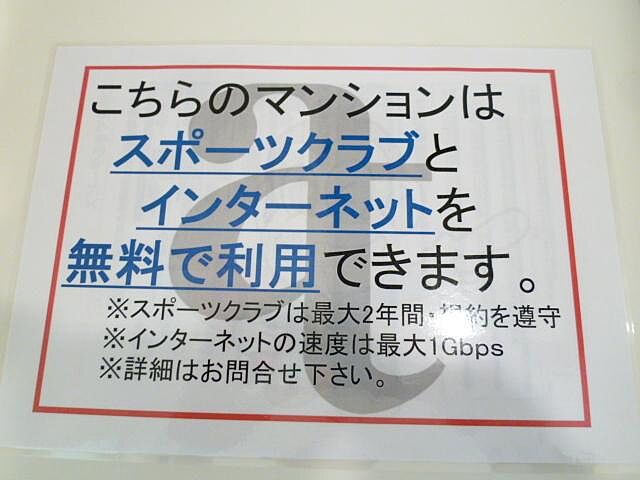 こちらのマンションは
スポーツクラブと
インターネットを
無料で利用できます。
※スポーツクラブは最大2年間・規約を遵守
※インターネットの速度は最大1Gbps
※詳細はお問合せ下さい。